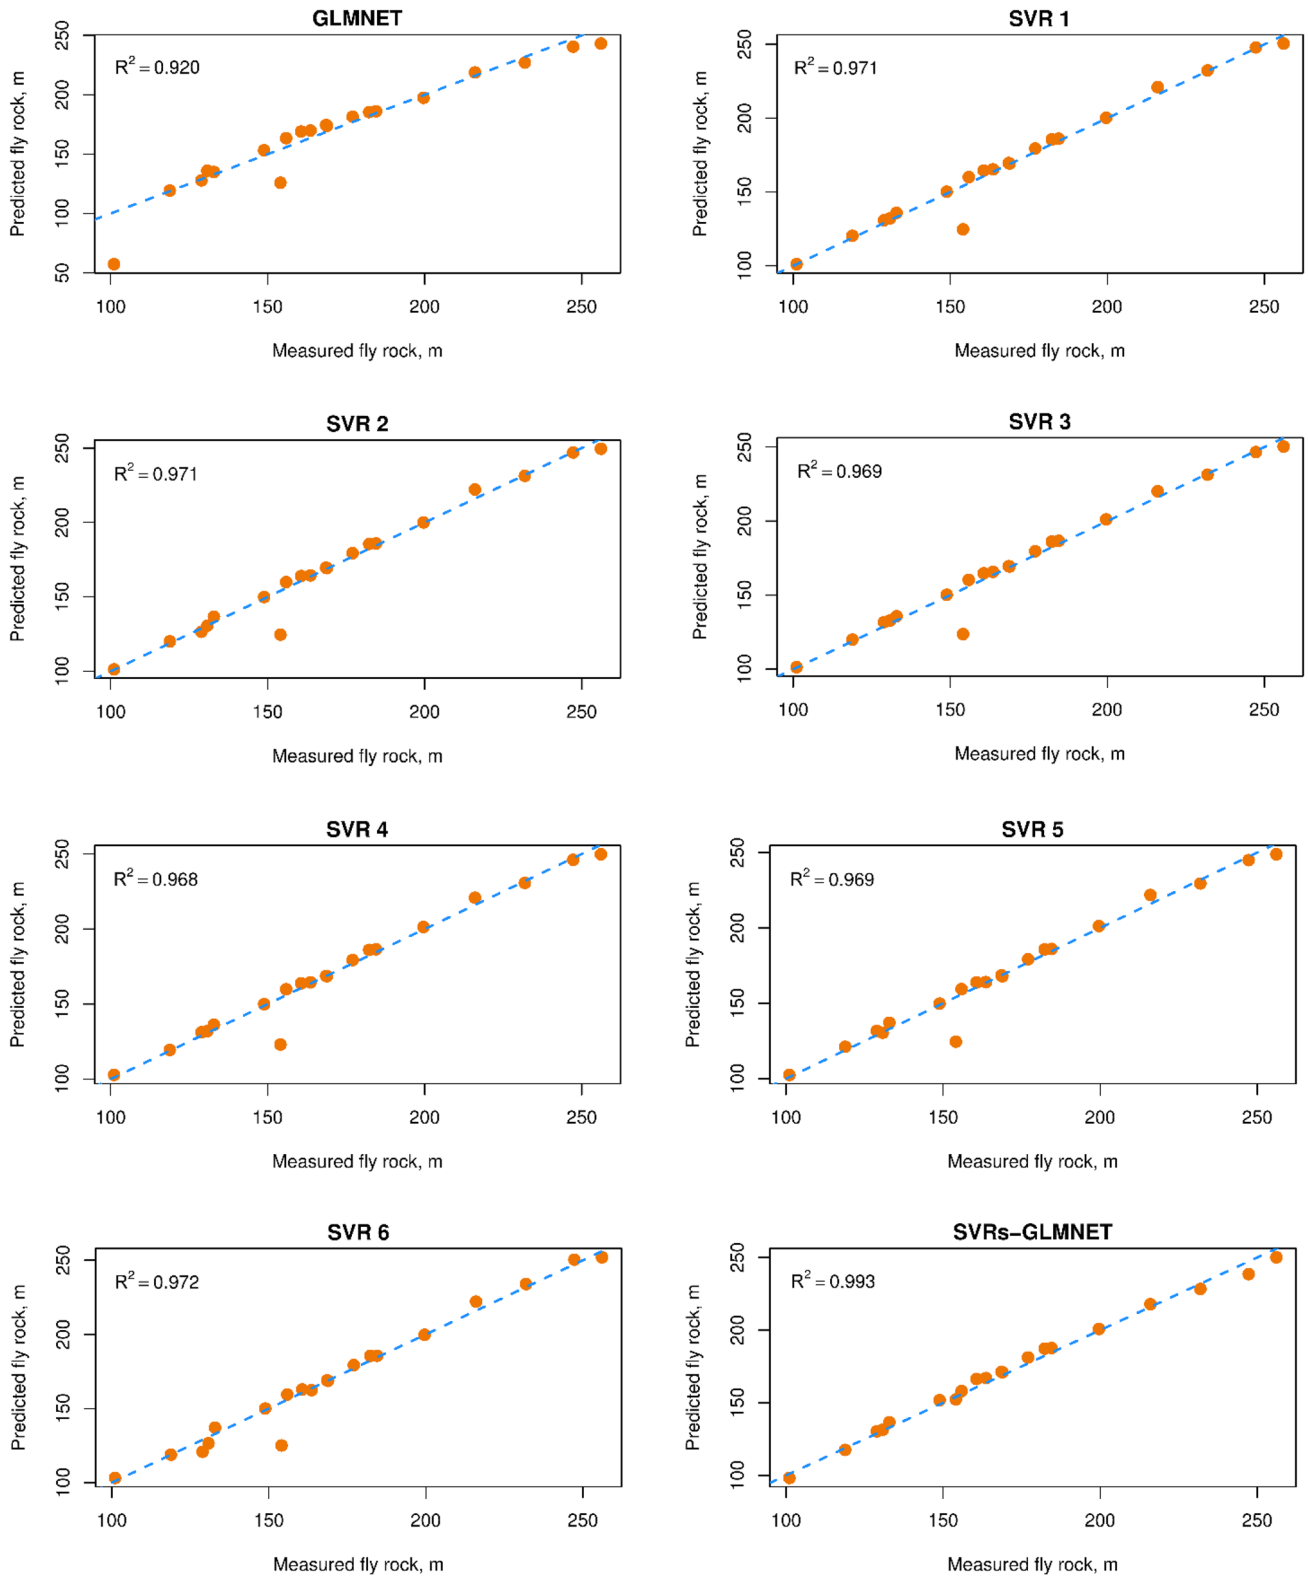 GLMNET
R² = 0.920
Predicted fly rock, m
250
200
150
100
50
100 150 200 250
Measured fly rock, m
SVR 1
R² = 0.971
Predicted fly rock, m
250
200
150
100
100 150 200 250
Measured fly rock, m
SVR 2
R² = 0.971
Predicted fly rock, m
250
200
150
100
100 150 200 250
Measured fly rock, m
SVR 3
R² = 0.969
Predicted fly rock, m
250
200
150
100
100 150 200 250
Measured fly rock, m
SVR 4
R² = 0.968
Predicted fly rock, m
250
200
150
100
100 150 200 250
Measured fly rock, m
SVR 5
R² = 0.969
Predicted fly rock, m
250
200
150
100
100 150 200 250
Measured fly rock, m
SVR 6
R² = 0.972
Predicted fly rock, m
250
200
150
100
100 150 200 250
Measured fly rock, m
SVRs−GLMNET
R² = 0.993
Predicted fly rock, m
250
200
150
100
100 150 200 250
Measured fly rock, m